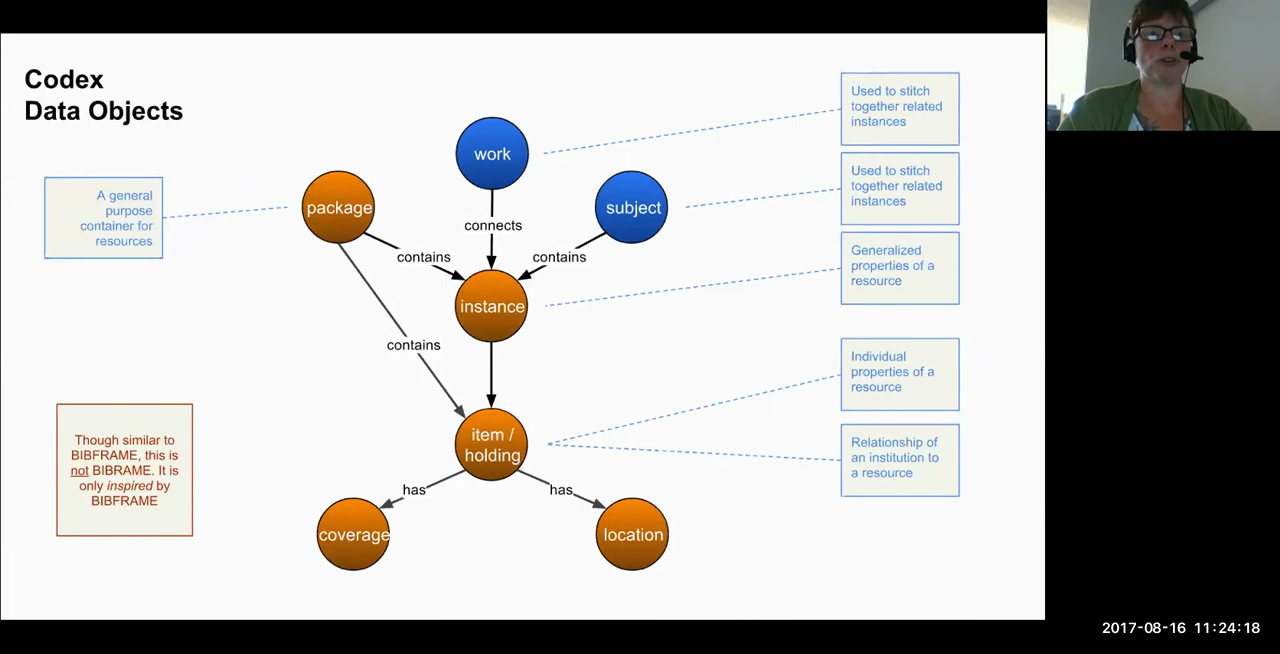 Codex
Data Objects
A general
purpose
container for
resources
work
package
subject
connects
contains
contains
instance
contains
item /
holding
has
has
coverage
location
Used to stitch
together related
instances
Used to stitch
together related
instances
Generalized
properties of a
resource
Individual
properties of a
resource
Relationship of
an institution to
a resource
Though similar to
BIBFRAME, this is
not BIBRAME. It is
only inspired by
BIBFRAME
2017-08-16 11:24:18